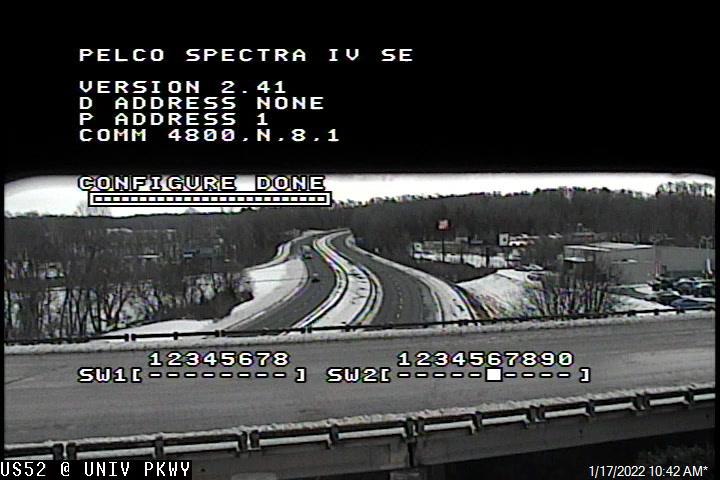 PELCO SPECTRA IV SE
VERSION 2.41
D ADDRESS NONE
P ADDRESS 1
COMM 4800,N,8,1
CONFIGURE DONE
12345678 1234567890
SW1[--------] SW2[-----■----]
US52 @ UNIV PKWY
1/17/2022 10:42 AM*